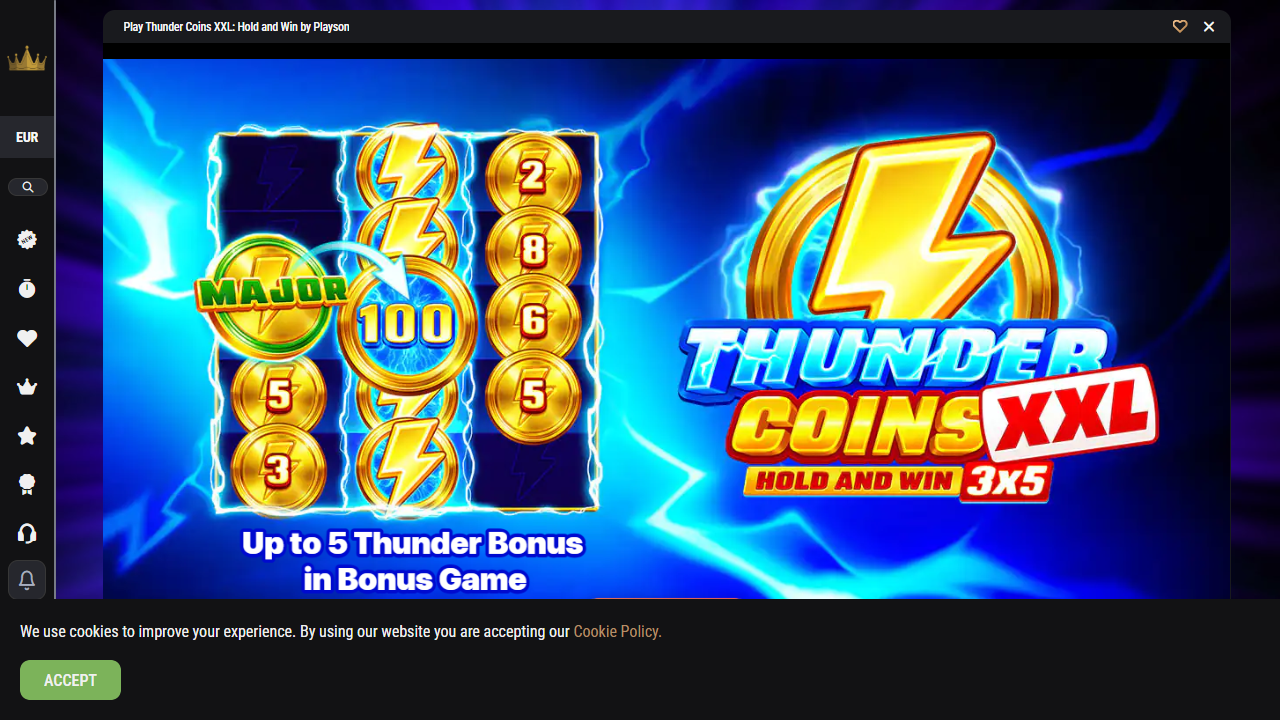 Play Thunder Coins XXL: Hold and Win by Playson
EUR
NEW
2
8
MAJOR
100
6
5
5
3
THUNDER
COINS XXL
HOLD AND WIN 3x5
Up to 5 Thunder Bonus
in Bonus Game
We use cookies to improve your experience. By using our website you are accepting our Cookie Policy.
ACCEPT